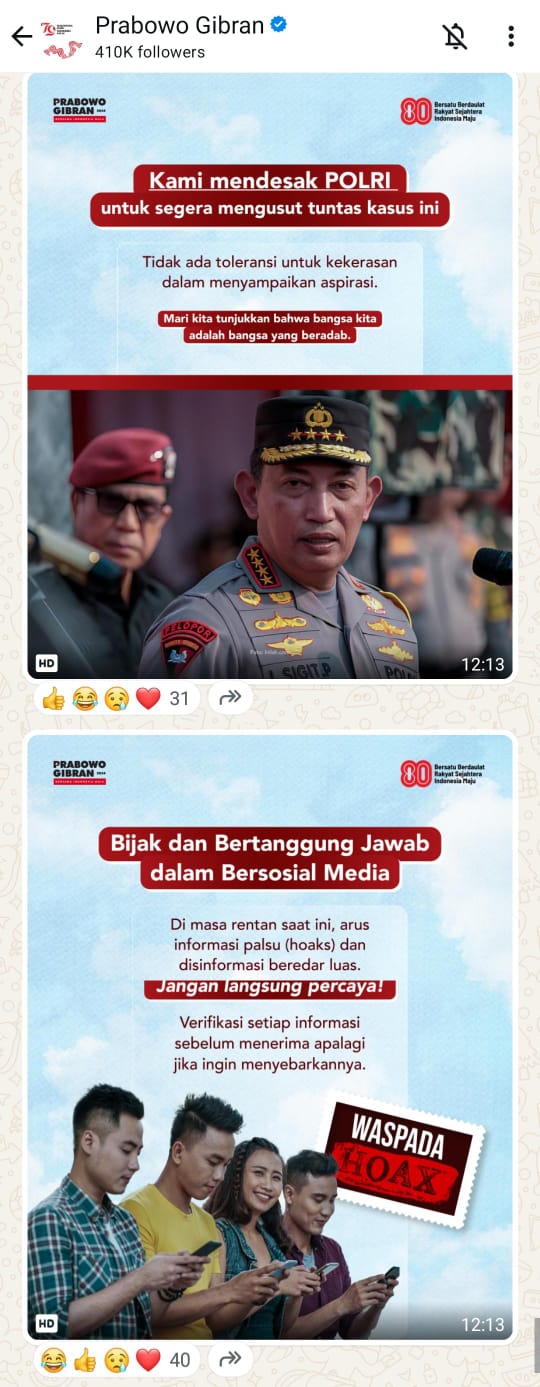 Prabowo Gibran
410K followers
PRABOWO
GIBRAN
BERSAMA INDONESIA MAJU
80
Bersatu Berdaulat
Rakyat Sejahtera
Indonesia Maju
Kami mendesak POLRI
untuk segera mengusut tuntas kasus ini
Tidak ada toleransi untuk kekerasan
dalam menyampaikan aspirasi.
Mari kita tunjukkan bahwa bangsa kita
adalah bangsa yang beradab.
PELOPOR
L. SIGIT.P
POLRI
HD
12:13
31
PRABOWO
GIBRAN
BERSAMA INDONESIA MAJU
80
Bersatu Berdaulat
Rakyat Sejahtera
Indonesia Maju
Bijak dan Bertanggung Jawab
dalam Bersosial Media
Di masa rentan saat ini, arus
informasi palsu (hoaks) dan
disinformasi beredar luas.
Jangan langsung percaya!
Verifikasi setiap informasi
sebelum menerima apalagi
jika ingin menyebarkannya.
WASPADA
HOAX
HD
12:13
40